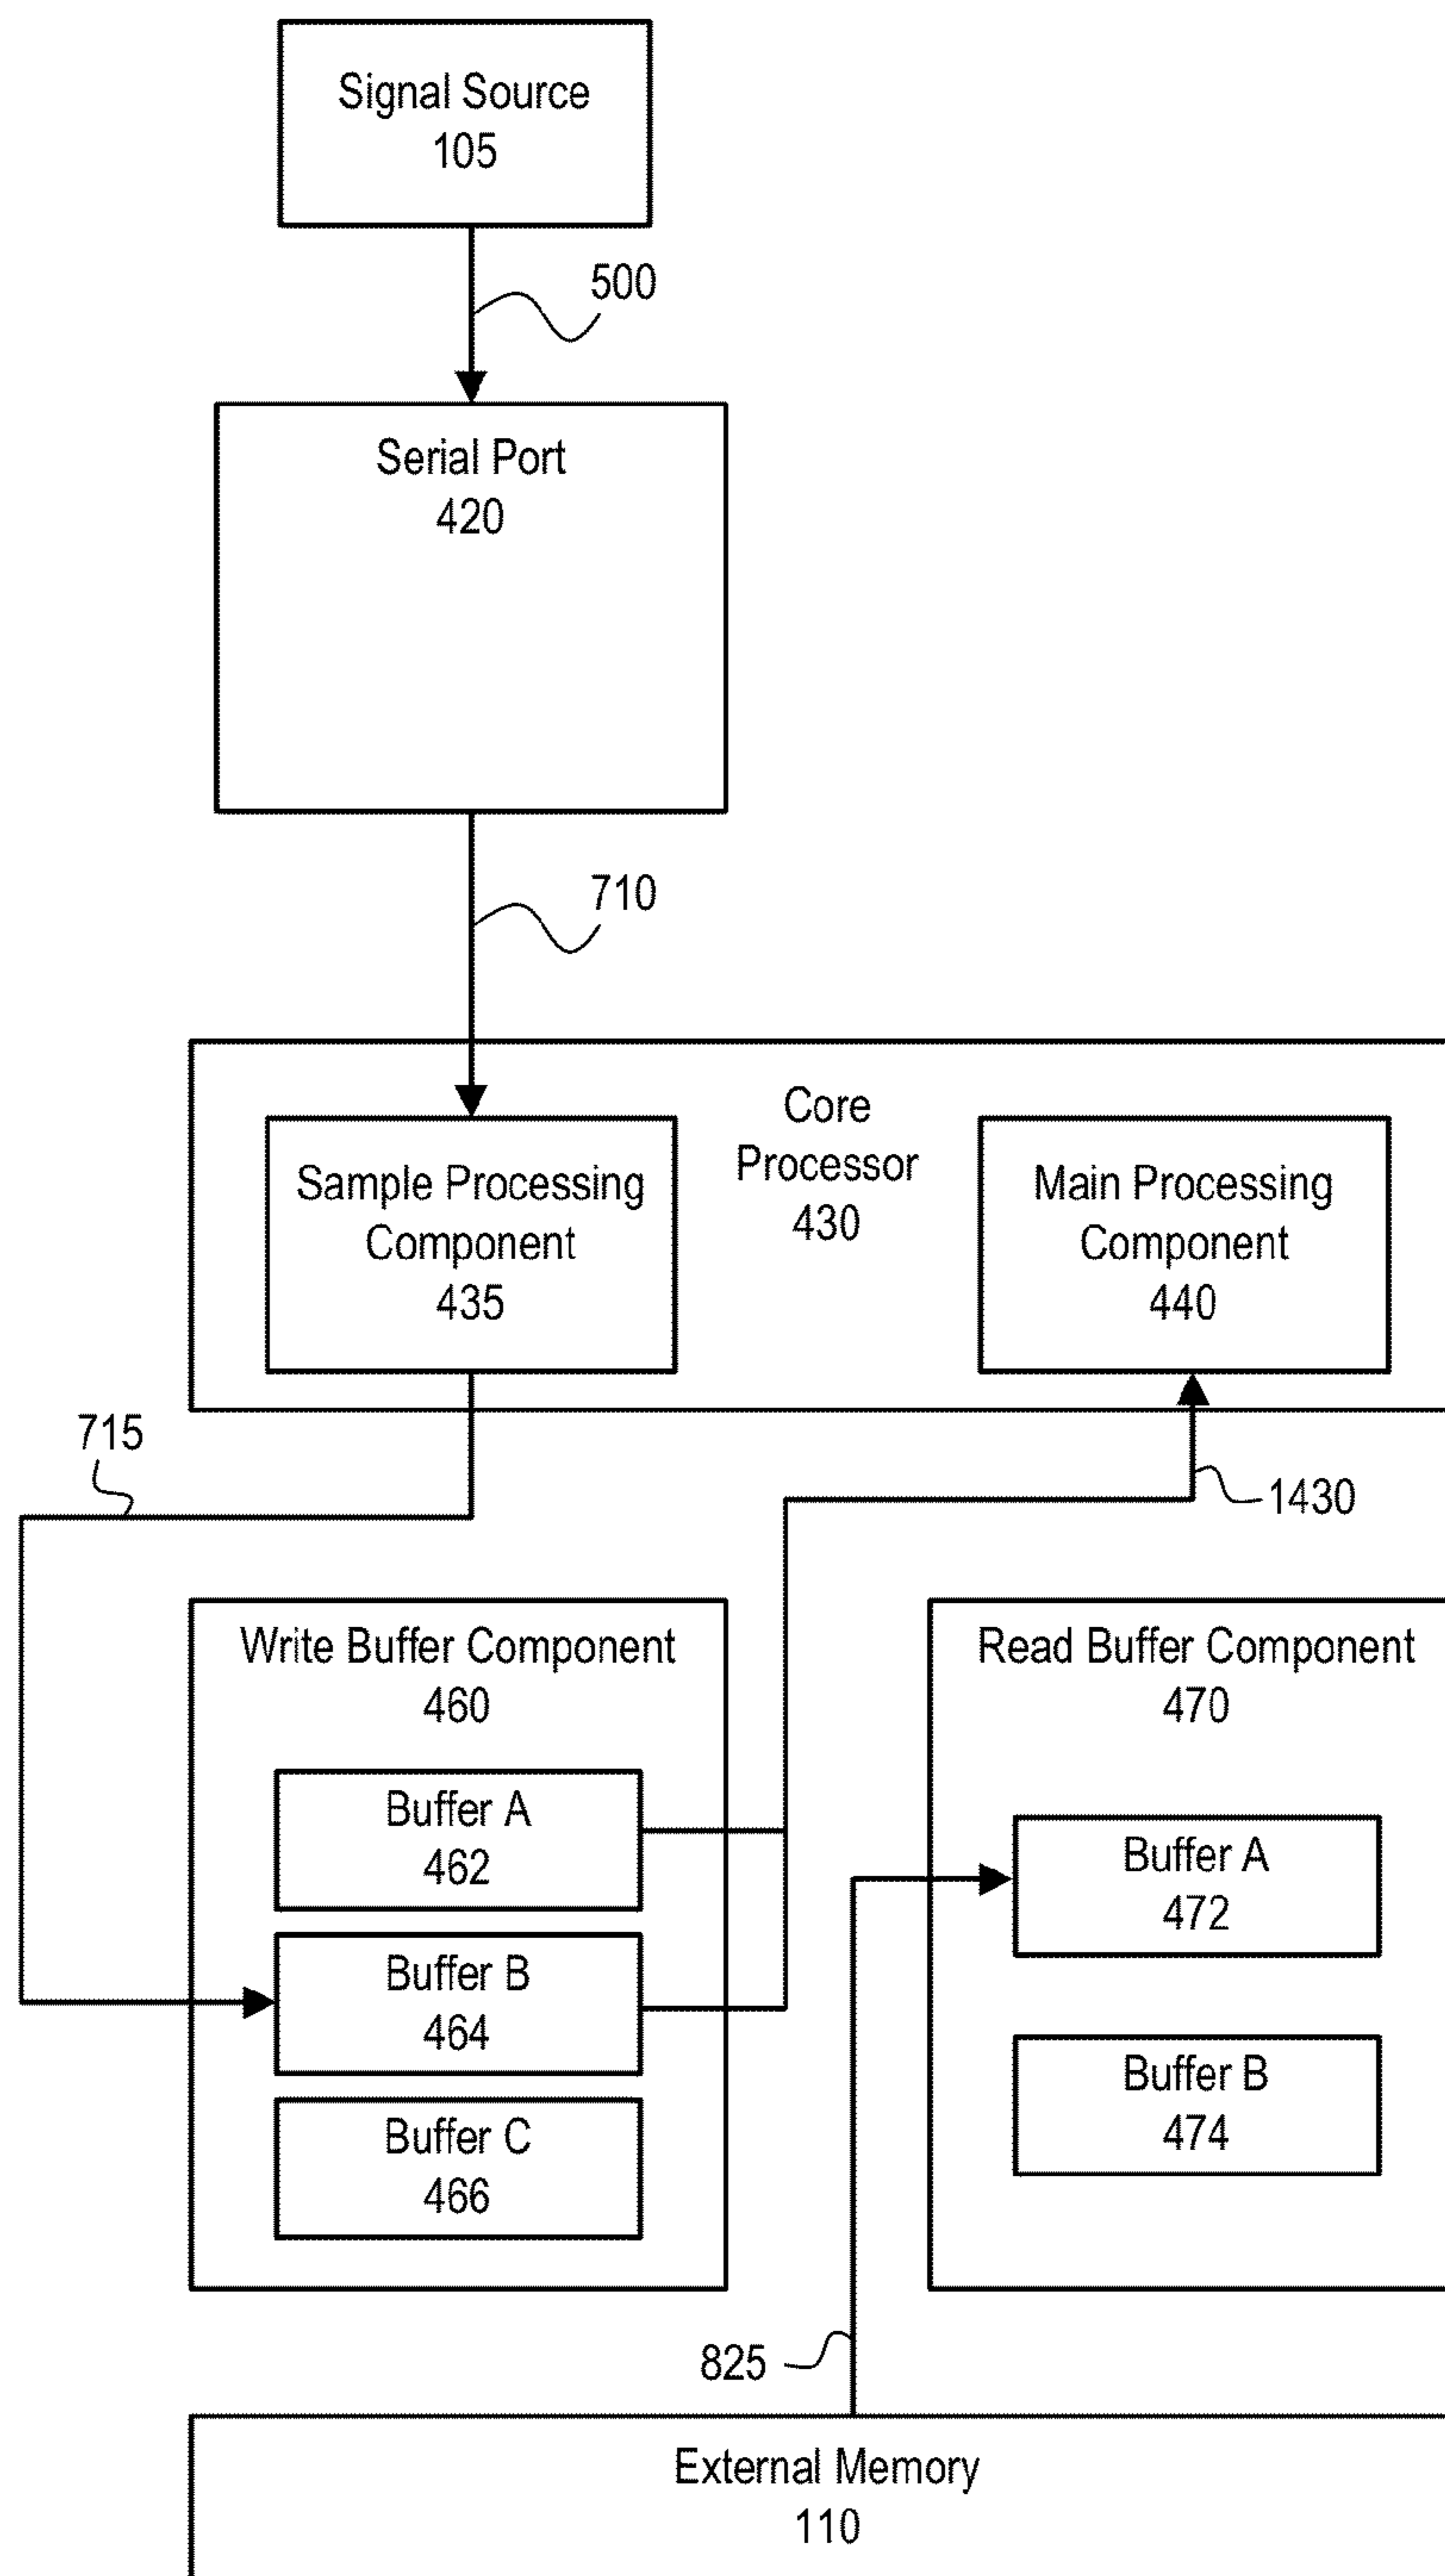 Signal Source
105
500
Serial Port
420
710
Core
Processor
430
Sample Processing
Component
435
Main Processing
Component
440
715
1430
Write Buffer Component
460
Buffer A
462
Buffer B
464
Buffer C
466
Read Buffer Component
470
Buffer A
472
Buffer B
474
825
External Memory
110